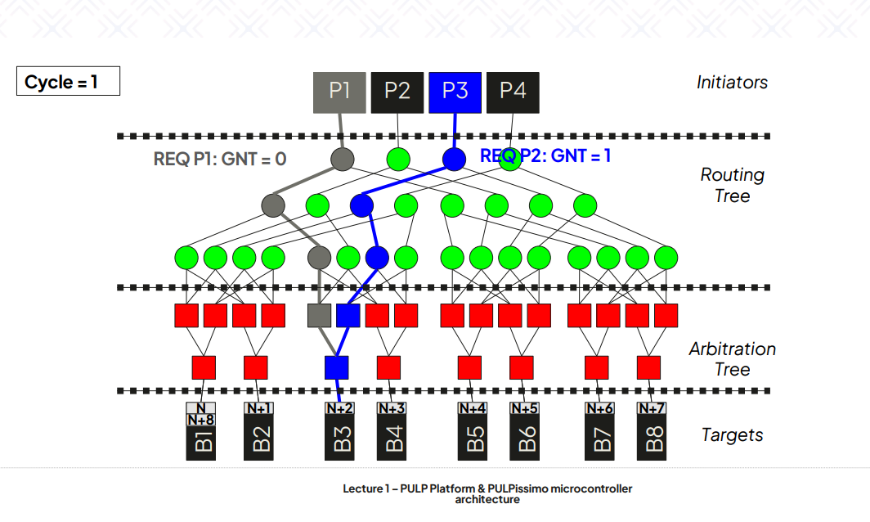 Cycle = 1
P1 P2 P3 P4
Initiators
REQ P1: GNT = 0
REQ P2: GNT = 1
Routing
Tree
Arbitration
Tree
N N+1 N+2 N+3 N+4 N+5 N+6 N+7
N+8
B1 B2 B3 B4 B5 B6 B7 B8
Targets
Lecture 1 – PULP Platform & PULPissimo microcontroller
architecture